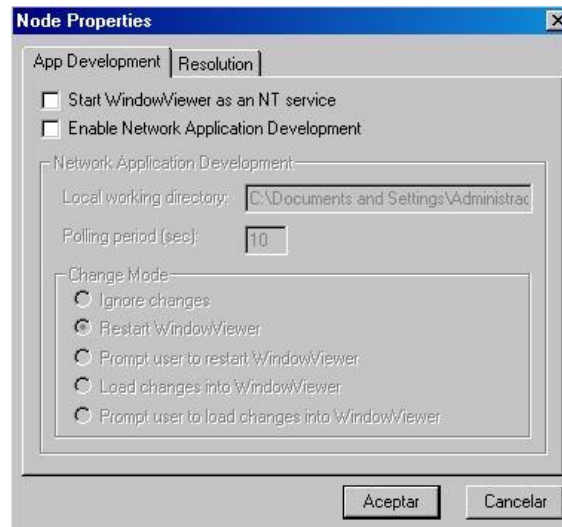 Node Properties
App Development Resolution
Start WindowViewer as an NT service
Enable Network Application Development
Network Application Development
Local working directory: C:\Documents and Settings\Administrac
Polling period (sec): 10
Change Mode
Ignore changes
Restart WindowViewer
Prompt user to restart WindowViewer
Load changes into WindowViewer
Prompt user to load changes into WindowViewer
Aceptar Cancelar